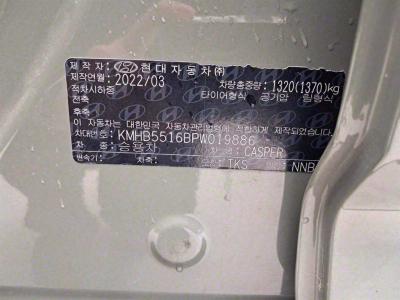 제작자: 현대자동차㈜
제작연월: 2022/03 차량총중량: 1320(1370)kg
적차시하중 타이어형식 공기압 림형식
전축
후축
이 자동차는 대한민국 자동차관리법령에 적합하게 제작되었음.
차대번호: KMHB5516BPW019886
차 종: 승용차 차 명: CASPER
변속기: 차축: TKS NNB